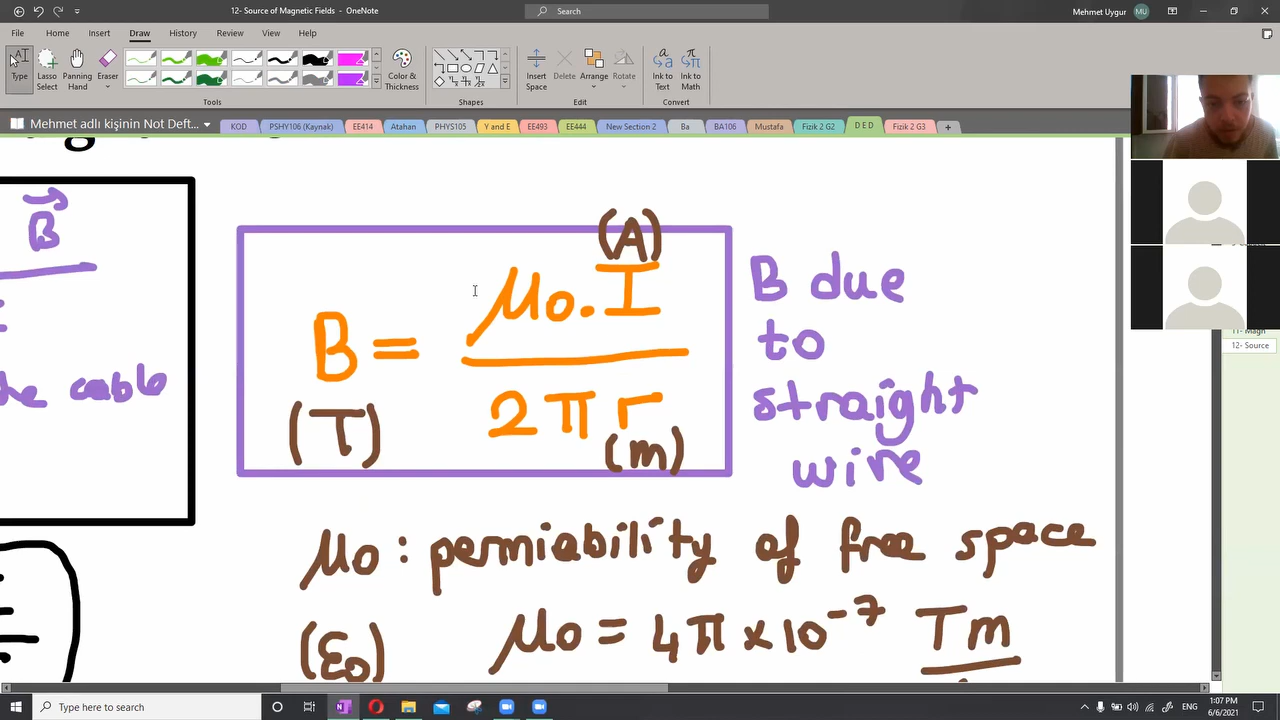 12- Source of Magnetic Fields - OneNote
Search
Mehmet Uygur
MU
File Home Insert Draw View History Review View Help
Type
Lasso Select
Panning Hand
Eraser
Color & Thickness
Insert Space
Delete
Arrange
Rotate
Ink to Text
Ink to Math
Tools
Shapes
Edit
Convert
Mehmet adlı kişinin Not Deft...
KOD PSHY106 (Kaynak) EE414 Atahan PHYS105 Y and E EE493 EE444 New Section 2 Ba BA106 Mustafa Fizik 2 G2 D E D Fizik 2 G3 +
B
the cable
(A)
B = μo.I / 2πr
(T)
(m)
B due
to
straight
wire
μo : permiability of free space
(εo)
μo = 4π x 10⁻⁷ Tm
11- Magn
12- Source
Type here to search
ENG
1:07 PM
6/6/2021